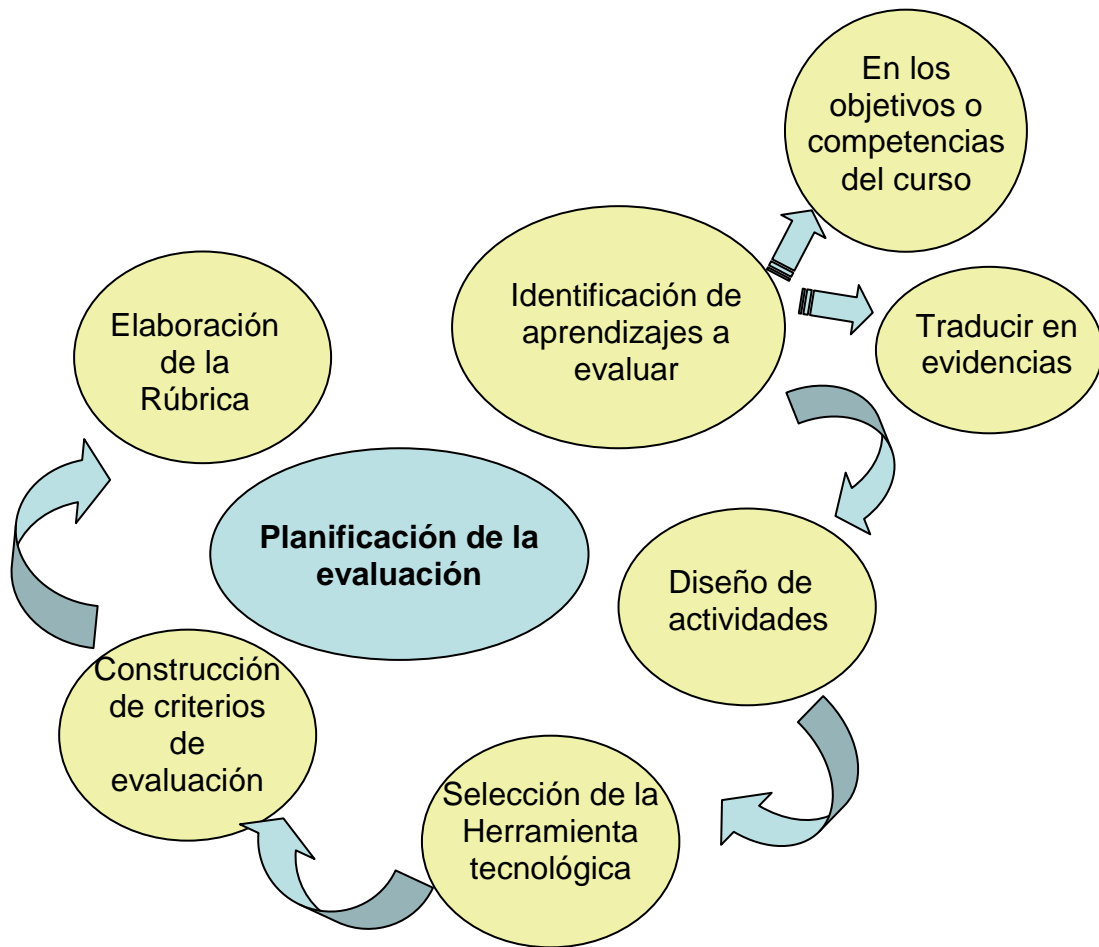 En los
objetivos o
competencias
del curso
Identificación de
aprendizajes a
evaluar
Traducir en
evidencias
Elaboración
de la
Rúbrica
Planificación de la
evaluación
Diseño de
actividades
Construcción
de criterios
de
evaluación
Selección de la
Herramienta
tecnológica